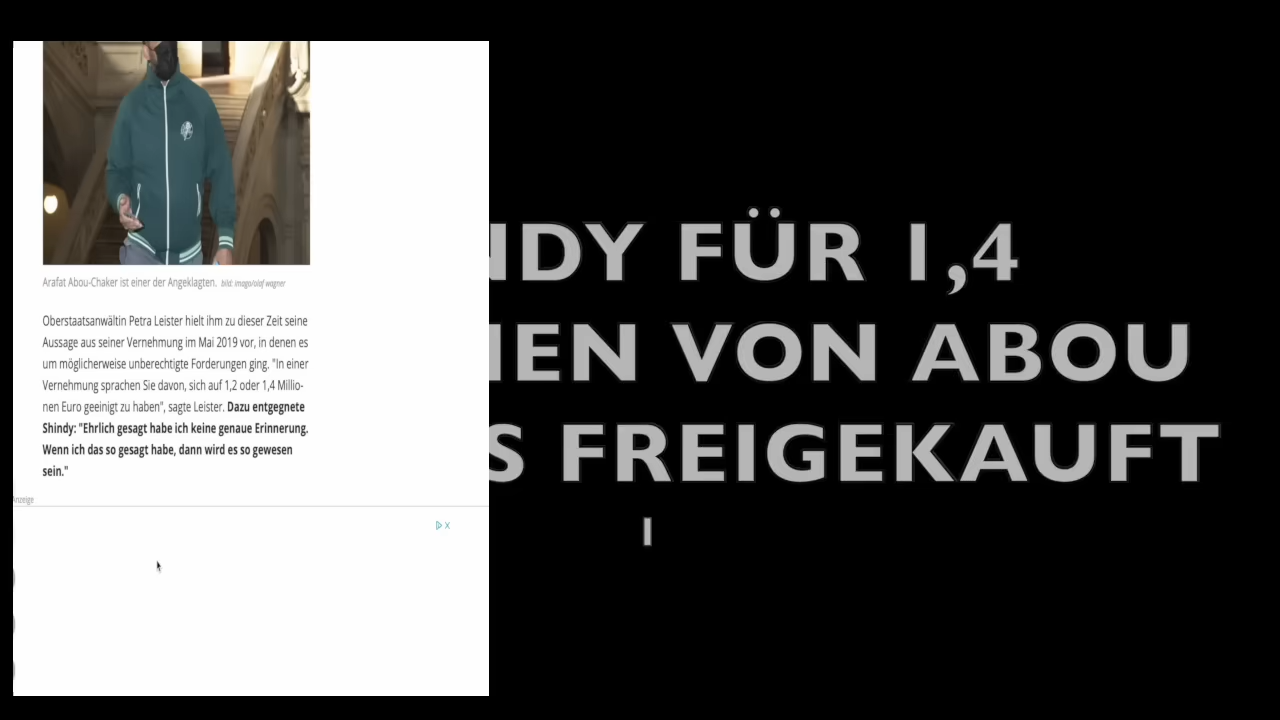 Arafat Abou-Chaker ist einer der Angeklagten. bild: imago/olaf wagner
Oberstaatsanwältin Petra Leister hielt ihm zu dieser Zeit seine
Aussage aus seiner Vernehmung im Mai 2019 vor, in denen es
um möglicherweise unberechtigte Forderungen ging. "In einer
Vernehmung sprachen Sie davon, sich auf 1,2 oder 1,4 Millio-
nen Euro geeinigt zu haben", sagte Leister. Dazu entgegnete
Shindy: "Ehrlich gesagt habe ich keine genaue Erinnerung.
Wenn ich das so gesagt habe, dann wird es so gewesen
sein."
Anzeige
NDY FÜR 1,4
IEN VON ABOU
S FREIGEKAUFT
I